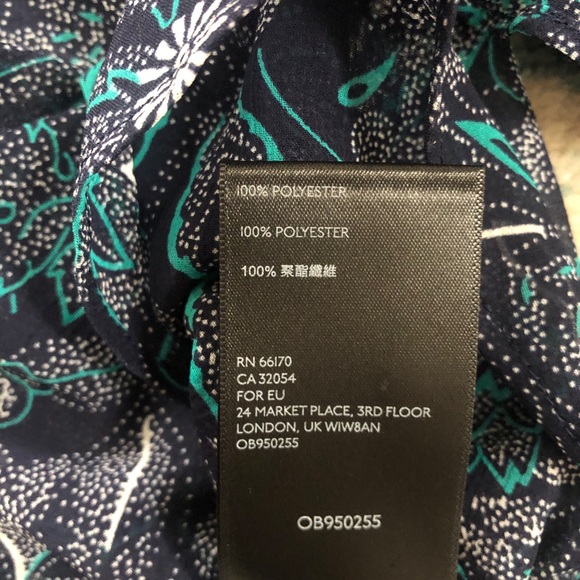 100% POLYESTER
100% POLYESTER
100% 聚酯纖維
RN 66170
CA 32054
FOR EU
24 MARKET PLACE, 3RD FLOOR
LONDON, UK W1W8AN
OB950255
OB950255